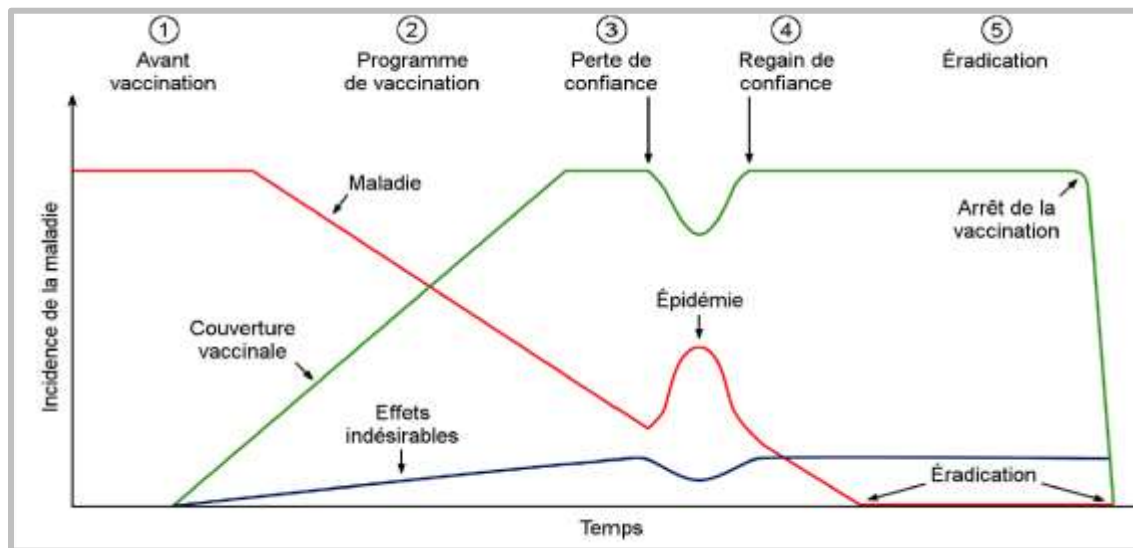 1
Avant
vaccination
2
Programme
de vaccination
3
Perte de
confiance
4
Regain de
confiance
5
Éradication
Incidence de la maladie
Maladie
Couverture
vaccinale
Effets
indésirables
Épidémie
Arrêt de la
vaccination
Éradication
Temps